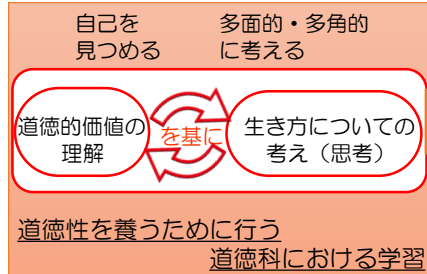 自己を
見つめる
多面的・多角的
に考える
道徳的価値の
理解
を基に
生き方についての
考え（思考）
道徳性を養うために行う
道徳科における学習